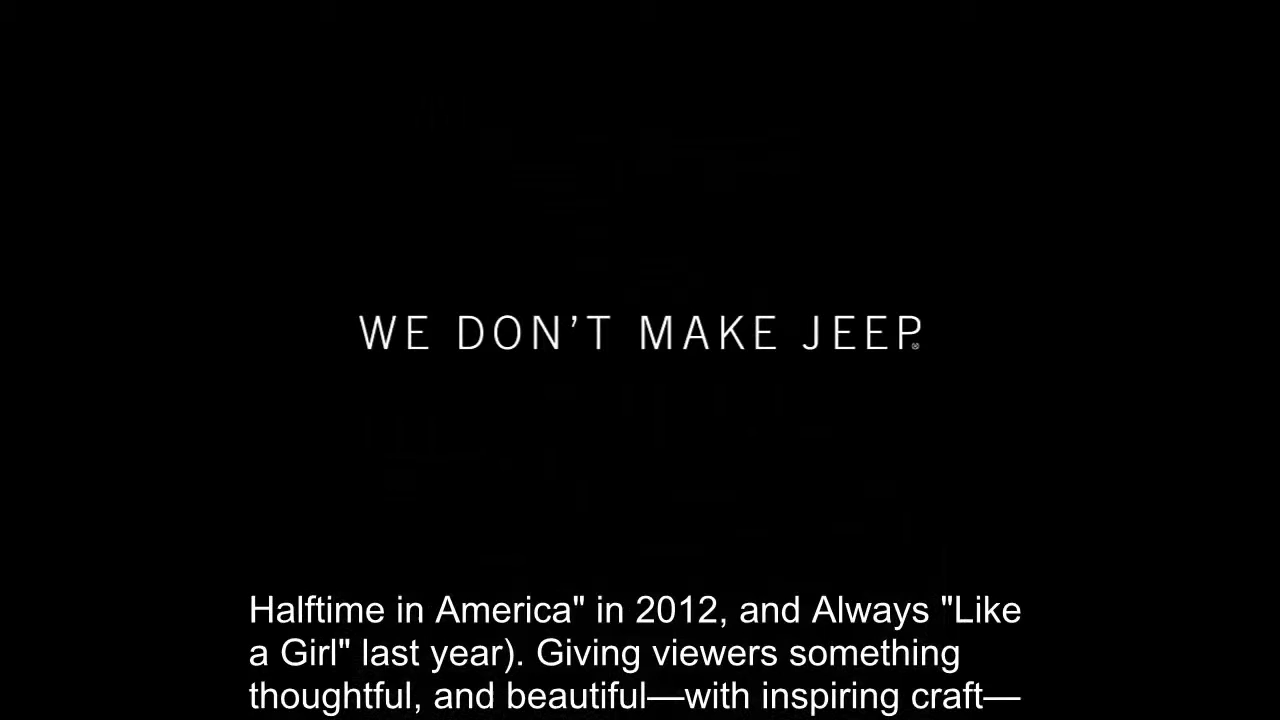 WE DON'T MAKE JEEP®
Halftime in America" in 2012, and Always "Like
a Girl" last year). Giving viewers something
thoughtful, and beautiful—with inspiring craft—